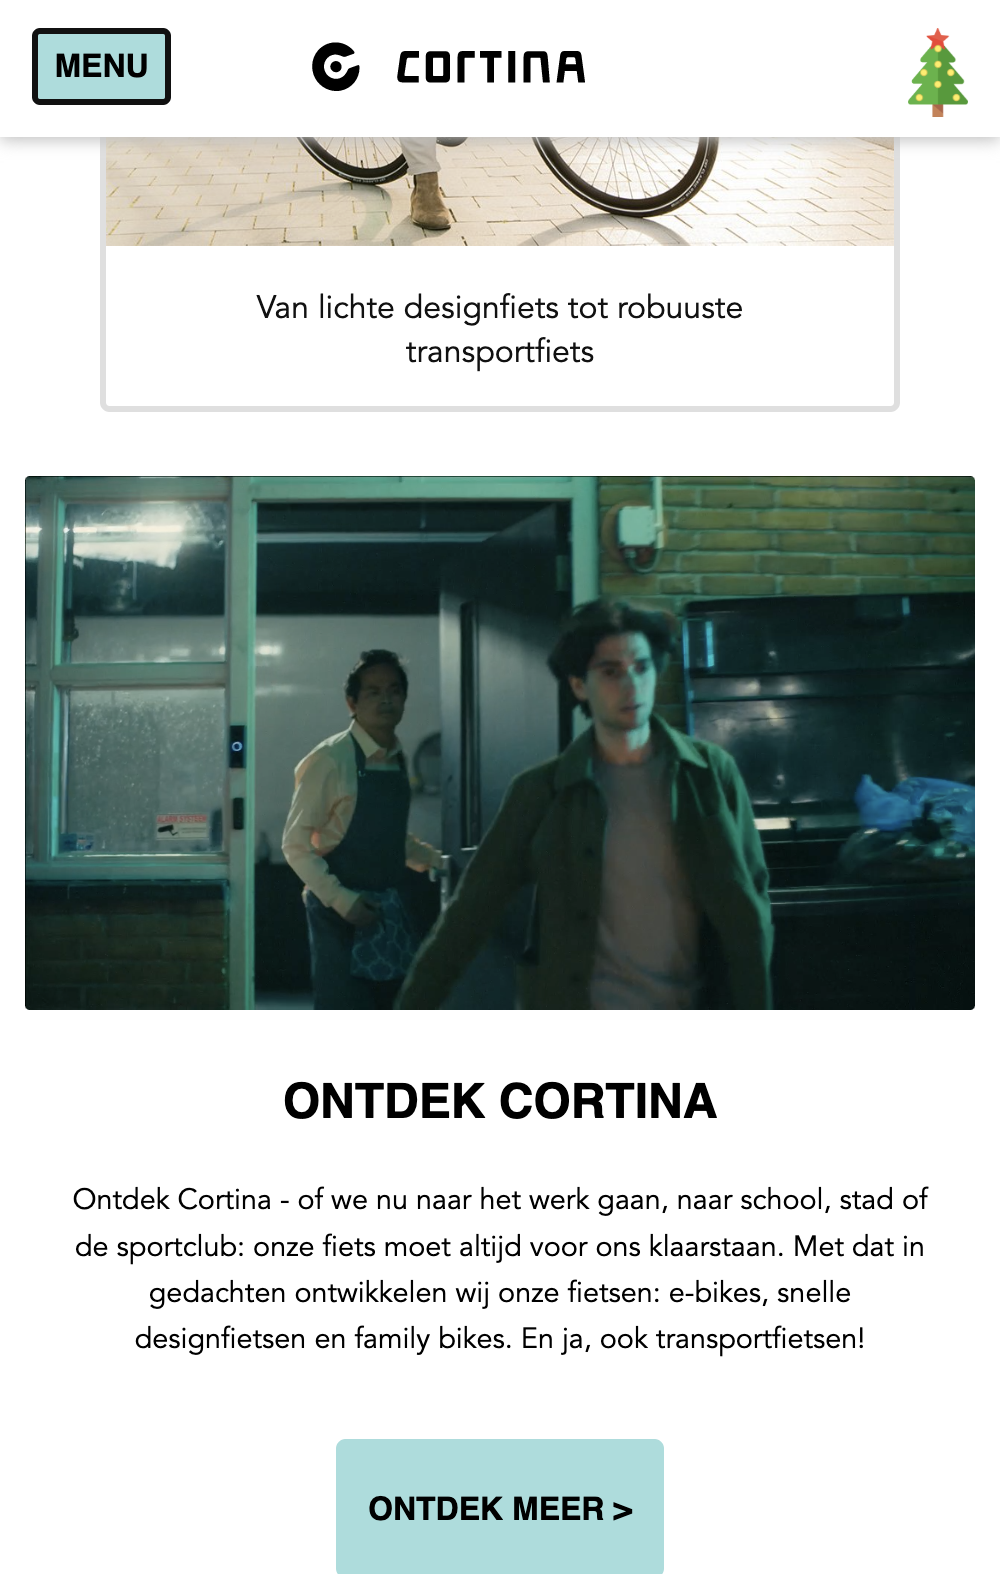 MENU
CORTINA
Van lichte designfiets tot robuuste
transportfiets
ALARM SYSTEEM
ONTDEK CORTINA
Ontdek Cortina - of we nu naar het werk gaan, naar school, stad of
de sportclub: onze fiets moet altijd voor ons klaarstaan. Met dat in
gedachten ontwikkelen wij onze fietsen: e-bikes, snelle
designfietsen en family bikes. En ja, ook transportfietsen!
ONTDEK MEER >